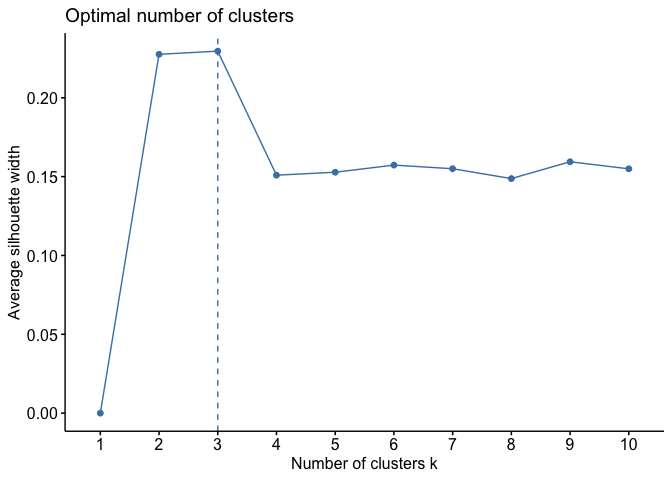 Optimal number of clusters
Average silhouette width
0.20
0.15
0.10
0.05
0.00
1 2 3 4 5 6 7 8 9 10
Number of clusters k